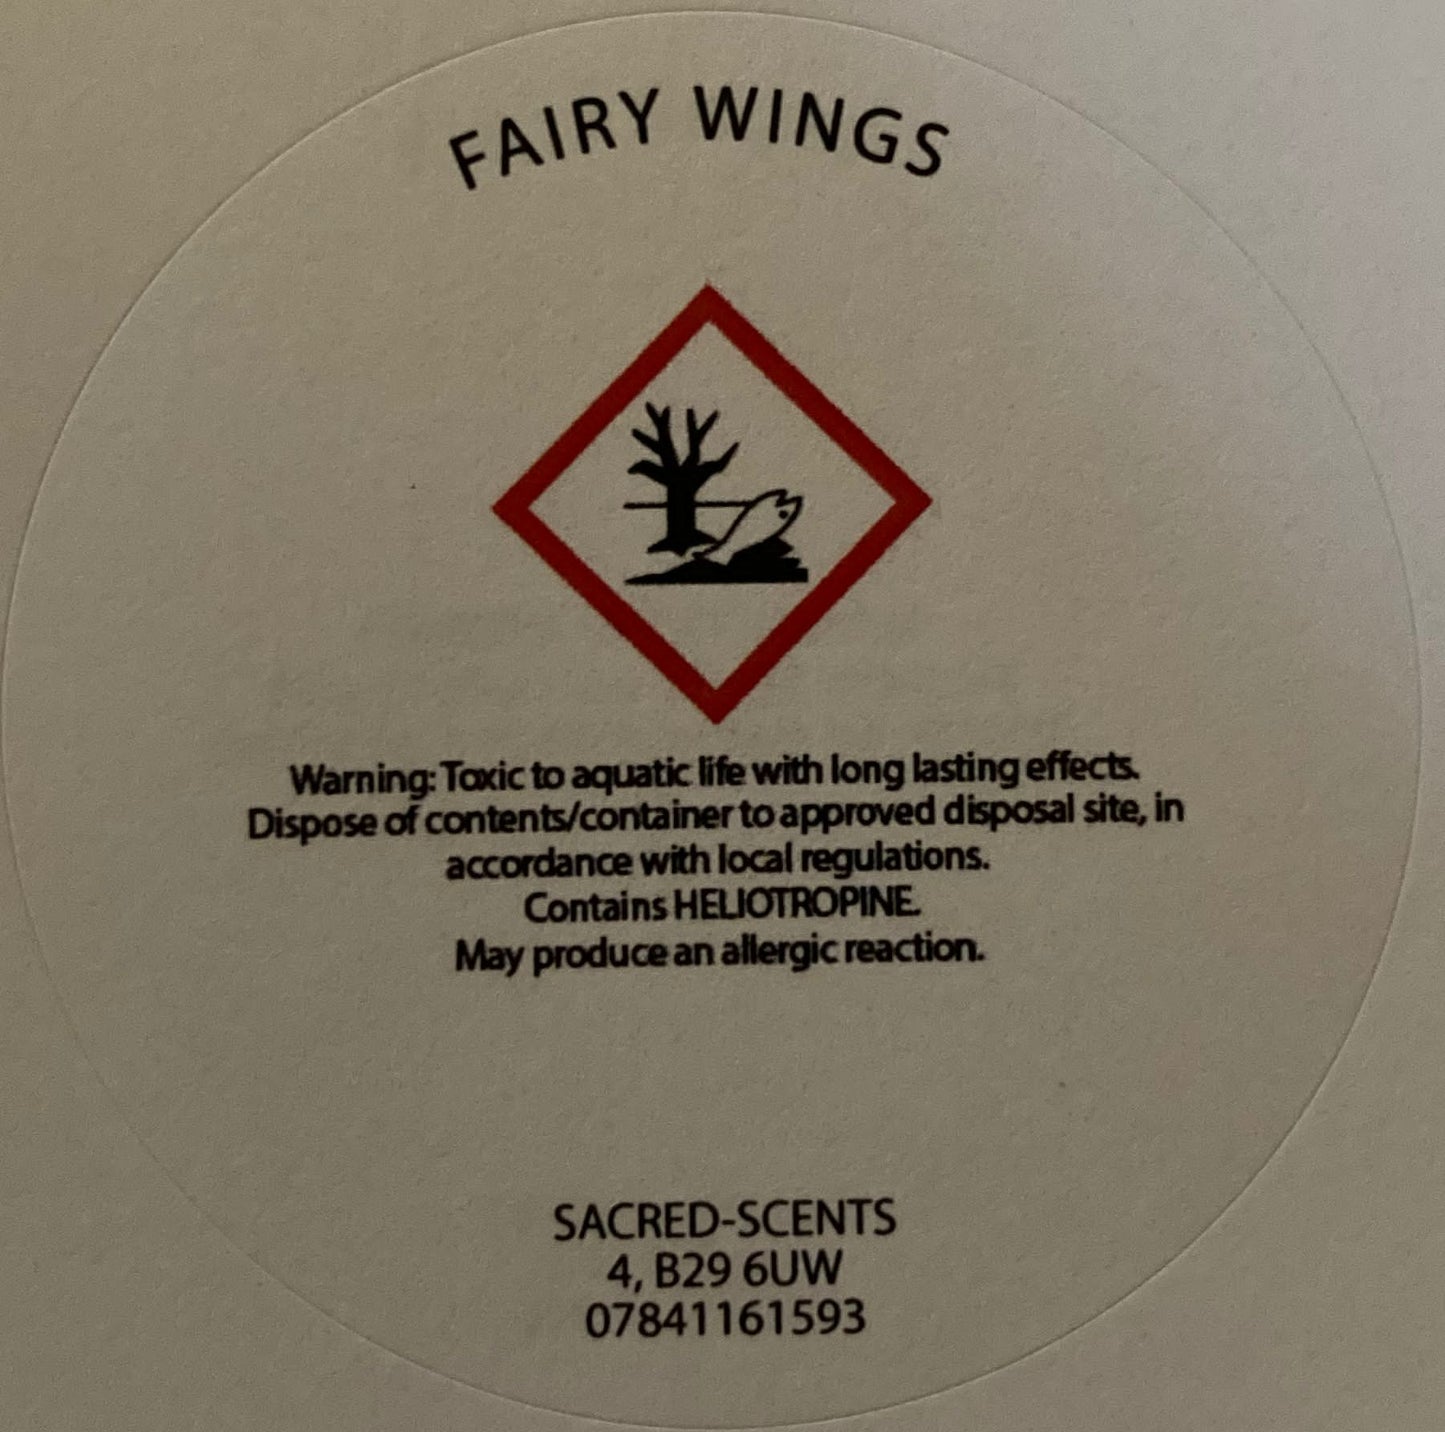 FAIRY WINGS
Warning: Toxic to aquatic life with long lasting effects.
Dispose of contents/container to approved disposal site, in
accordance with local regulations.
Contains HELIOTROPINE.
May produce an allergic reaction.
SACRED-SCENTS
4, B29 6UW
07841161593